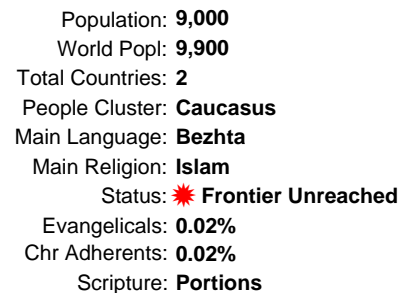 Population: 9,000
World Popl: 9,900
Total Countries: 2
People Cluster: Caucasus
Main Language: Bezhta
Main Religion: Islam
Status: Frontier Unreached
Evangelicals: 0.02%
Chr Adherents: 0.02%
Scripture: Portions